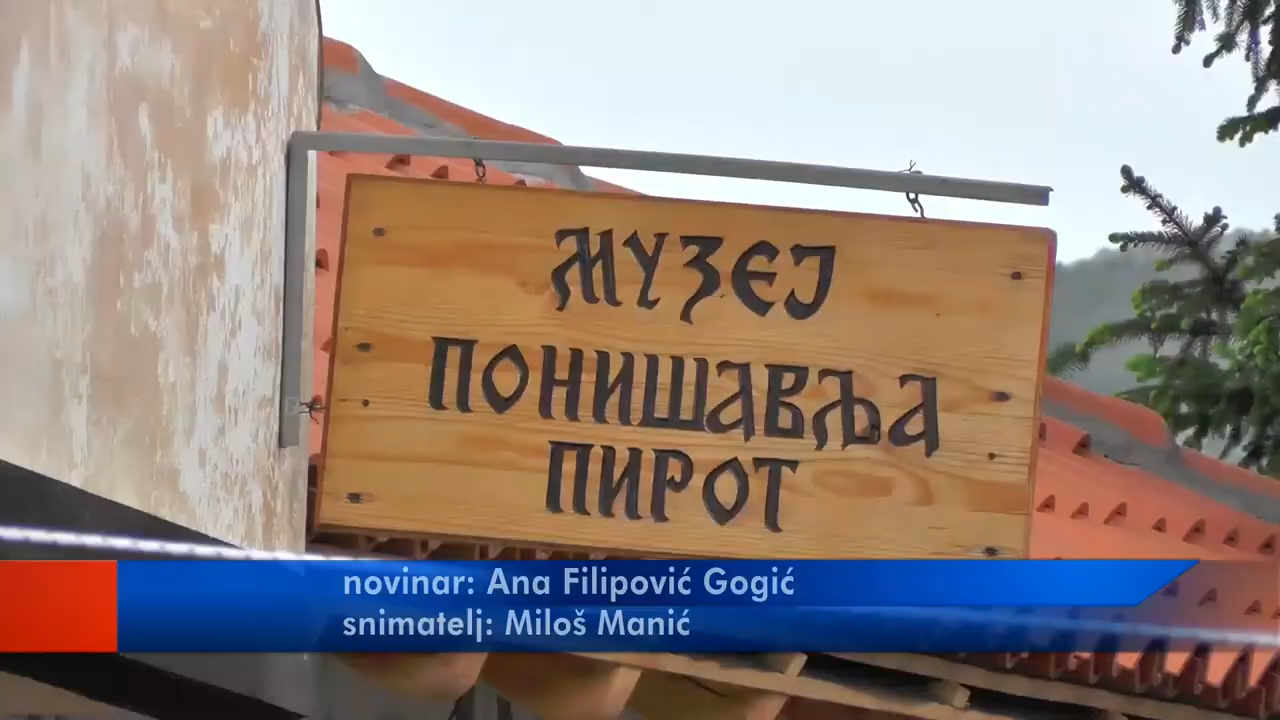 МУЗЕЈ
ПОНИШАВЉА
ПИРОТ
novinar: Ana Filipović Gogić
snimatelj: Miloš Manić